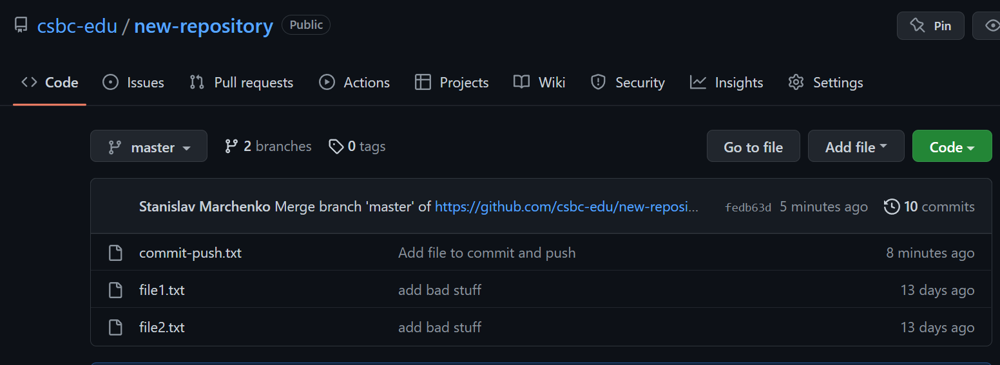 csbc-edu / new-repository Public Pin
Code Issues Pull requests Actions Projects Wiki Security Insights Settings
master 2 branches 0 tags Go to file Add file Code
Stanislav Marchenko Merge branch 'master' of https://github.com/csbc-edu/new-reposi... fedb63d 5 minutes ago 10 commits
commit-push.txt Add file to commit and push 8 minutes ago
file1.txt add bad stuff 13 days ago
file2.txt add bad stuff 13 days ago